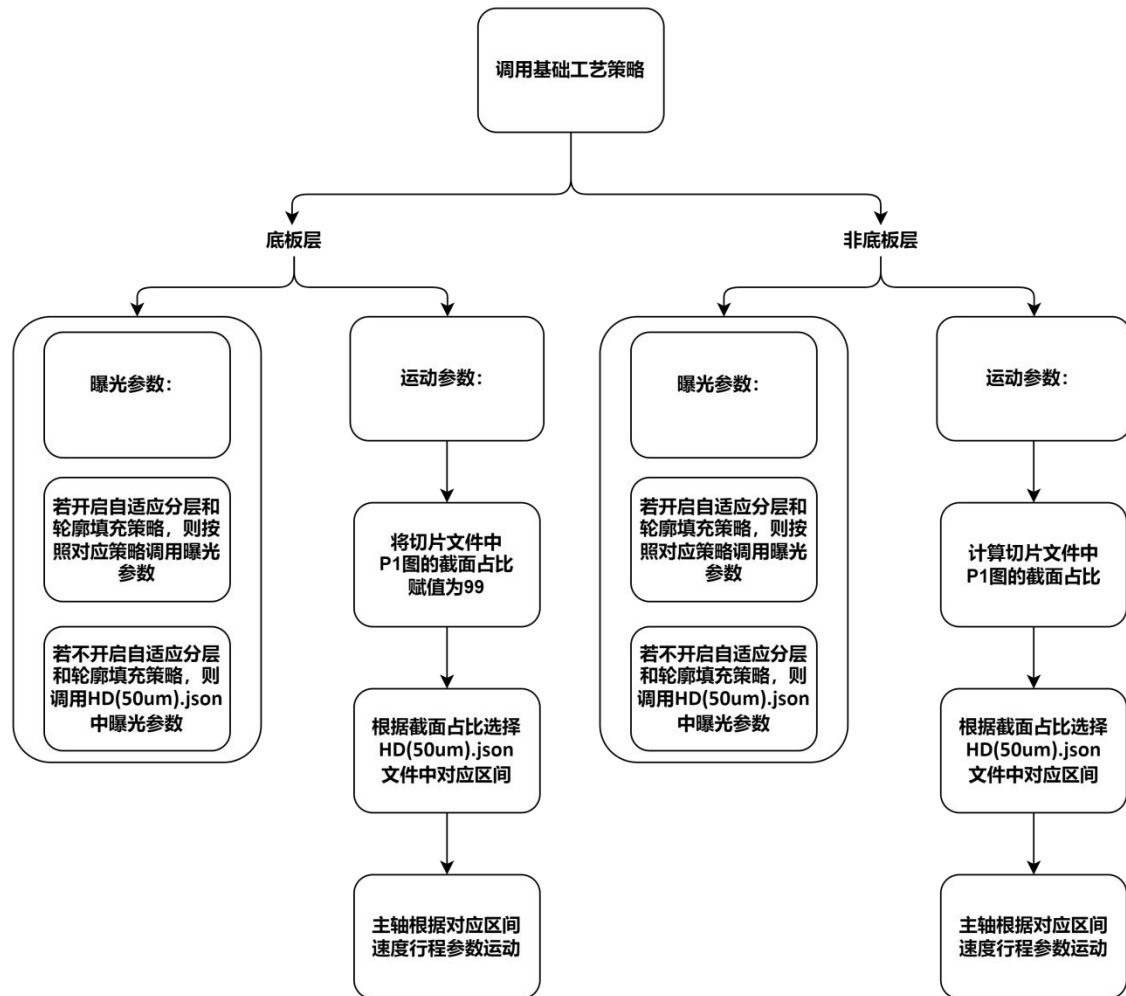 调用基础工艺策略
底板层
非底板层
曝光参数：
若开启自适应分层和
轮廓填充策略，则按
照对应策略调用曝光
参数
若不开启自适应分层
和轮廓填充策略，则
调用HD(50um).json
中曝光参数
运动参数：
将切片文件中
P1图的截面占比
赋值为99
根据截面占比选择
HD(50um).json
文件中对应区间
主轴根据对应区间
速度行程参数运动
曝光参数：
若开启自适应分层和
轮廓填充策略，则按
照对应策略调用曝光
参数
若不开启自适应分层
和轮廓填充策略，则
调用HD(50um).json
中曝光参数
运动参数：
计算切片文件中
P1图的截面占比
根据截面占比选择
HD(50um).json
文件中对应区间
主轴根据对应区间
速度行程参数运动